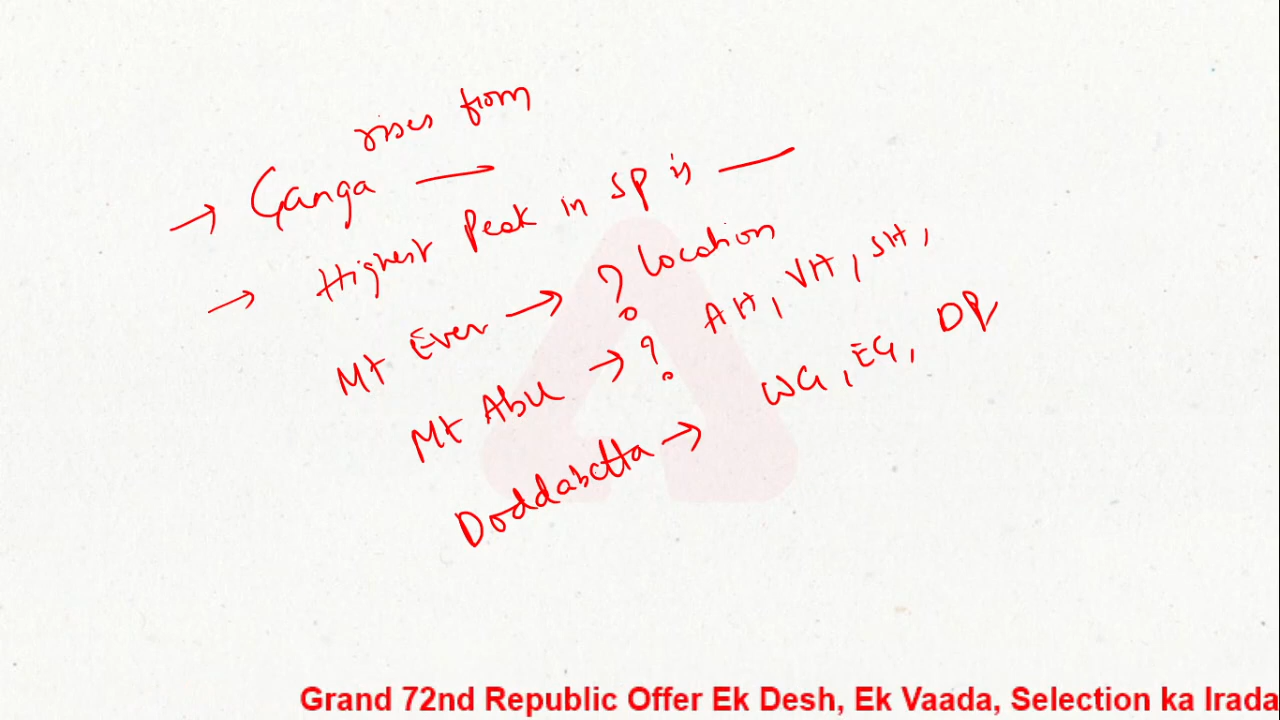 rises from
→ Ganga →
→ Highest Peak in SP is —
Mt Ever → ? location
Mt Abu → ? AH, VH, SH,
Doddabetta → WG, EG, DP
Grand 72nd Republic Offer Ek Desh, Ek Vaada, Selection ka Irada